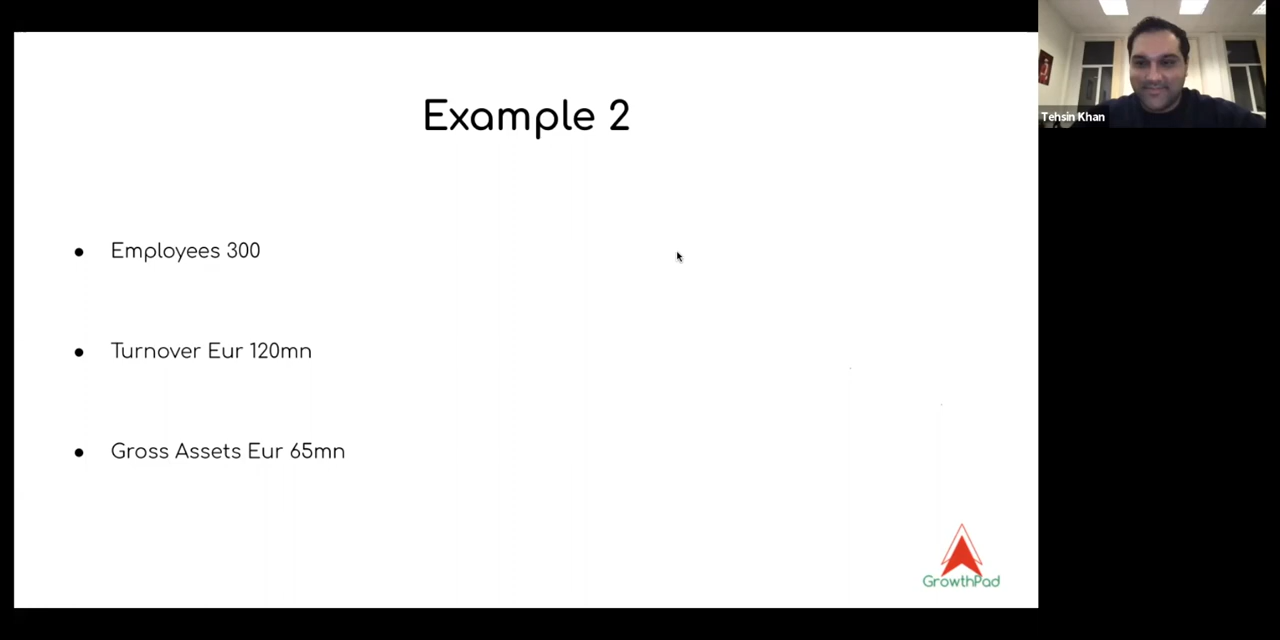 Example 2
Employees 300
Turnover Eur 120mn
Gross Assets Eur 65mn
GrowthPad
Tehsin Khan